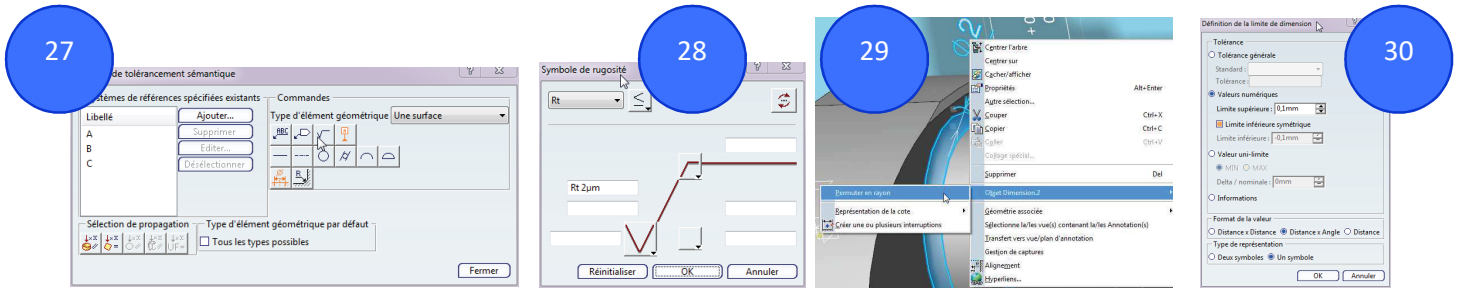 27
de tolérancement sémantique
systèmes de références spécifiées existants
Commandes
Libellé
Ajouter...
Type d'élément géométrique
Une surface
A
Supprimer
ABC
B
Editer...
C
Désélectionner
Sélection de propagation
Type d'élément géométrique par défaut
Tous les types possibles
Fermer
28
Symbole de rugosité
Rt
Rt 2µm
Réinitialiser
OK
Annuler
29
Centrer l'arbre
Centrer sur
Cacher/afficher
Propriétés Alt+Enter
Autre sélection...
Couper Ctrl+X
Copier Ctrl+C
Coller Ctrl+V
Collage spécial...
Supprimer Del
Permuter en rayon
Objet Dimension.2
Représentation de la cote
Géométrie associée
Créer une ou plusieurs interruptions
Sélectionne la/les vue(s) contenant la/les Annotation(s)
Transfert vers vue/plan d'annotation
Gestion de captures
Alignement
Hyperliens...
30
Définition de la limite de dimension
Tolérance
Tolérance générale
Standard :
Tolérance :
Valeurs numériques
Limite supérieure : 0,1mm
Limite inférieure symétrique
Limite inférieure : -0,1mm
Valeur uni-limite
MIN MAX
Delta / nominale : 0mm
Informations
Format de la valeur
Distance x Distance Distance x Angle Distance
Type de représentation
Deux symboles Un symbole
OK Annuler